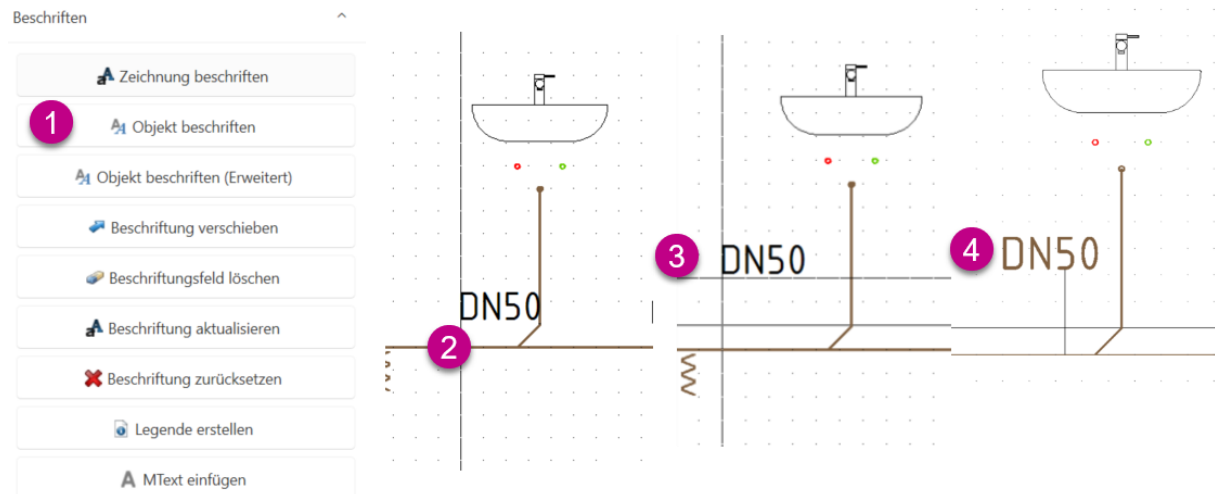 Beschriften
Zeichnung beschriften
1
Objekt beschriften
Objekt beschriften (Erweitert)
Beschriftung verschieben
Beschriftungsfeld löschen
Beschriftung aktualisieren
Beschriftung zurücksetzen
Legende erstellen
MText einfügen
DN50
2
3
DN50
4
DN50